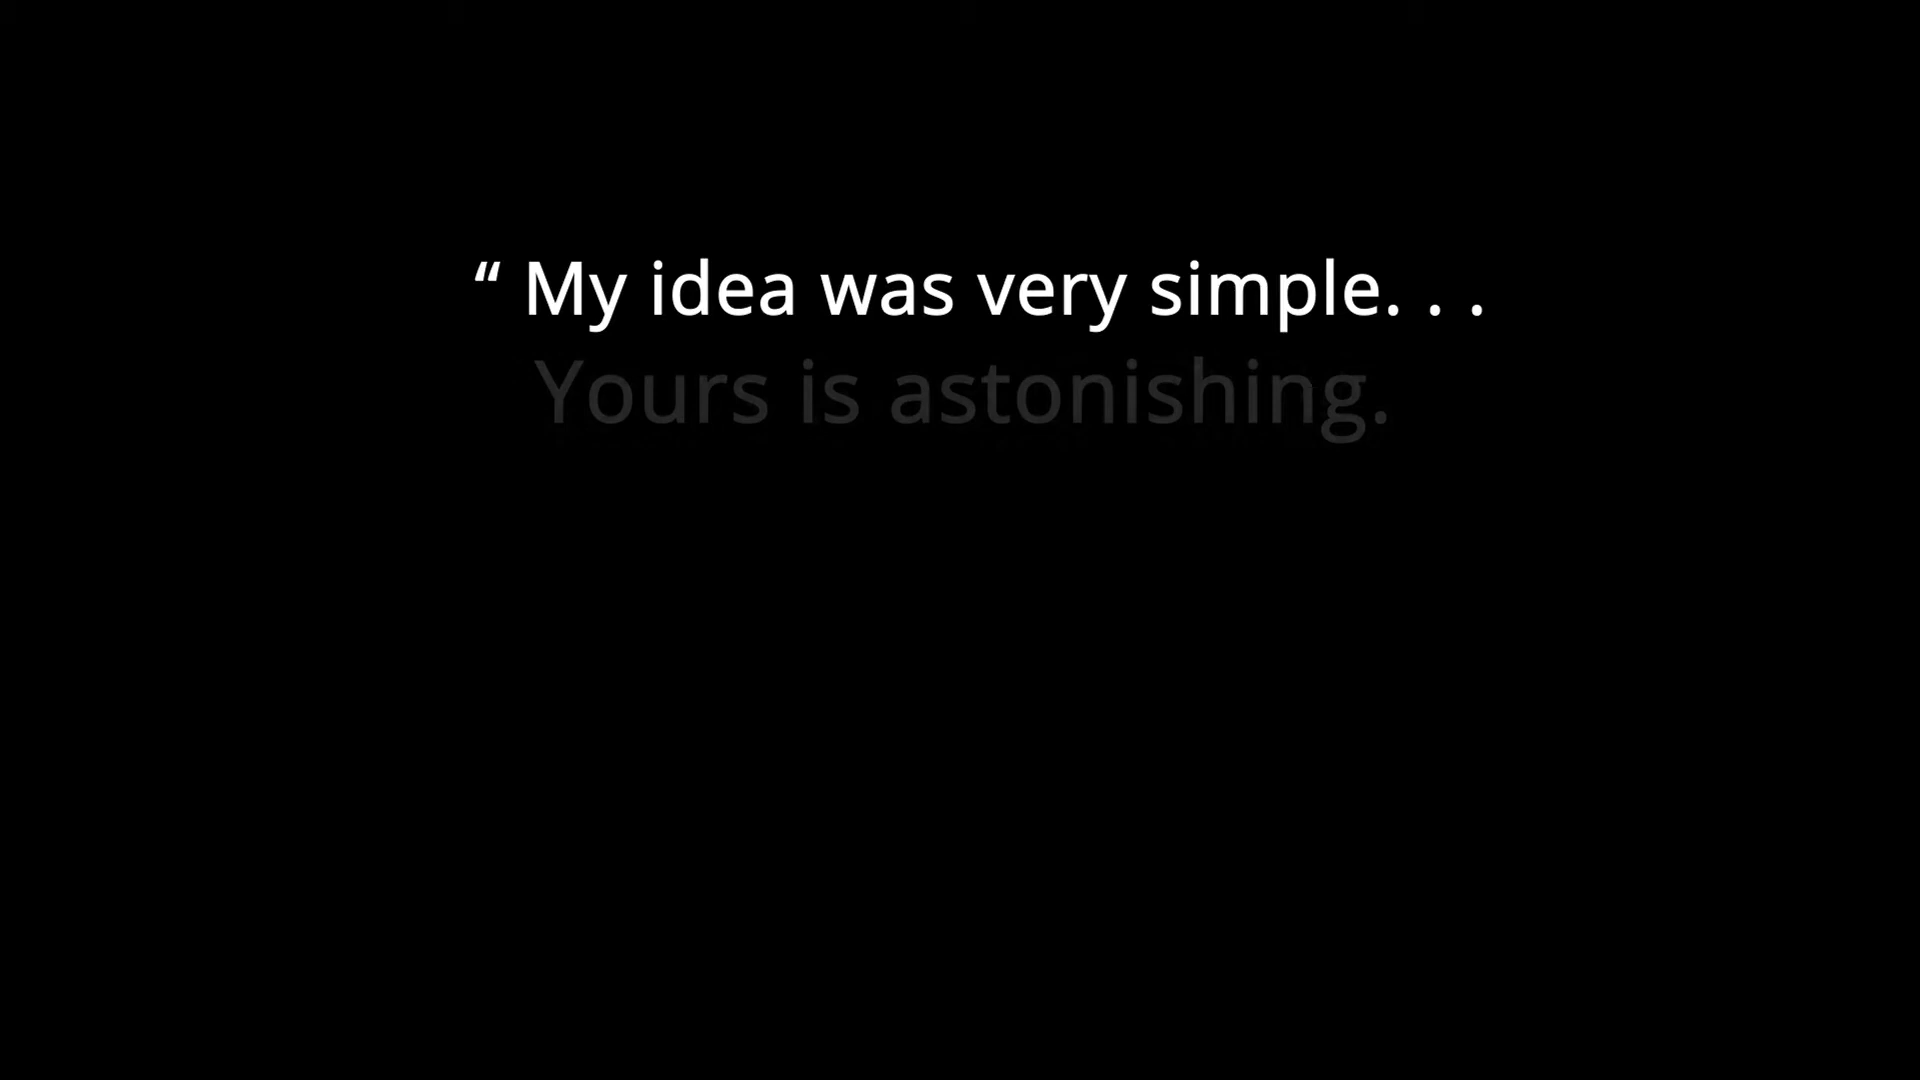 “ My idea was very simple. . .
Yours is astonishing.